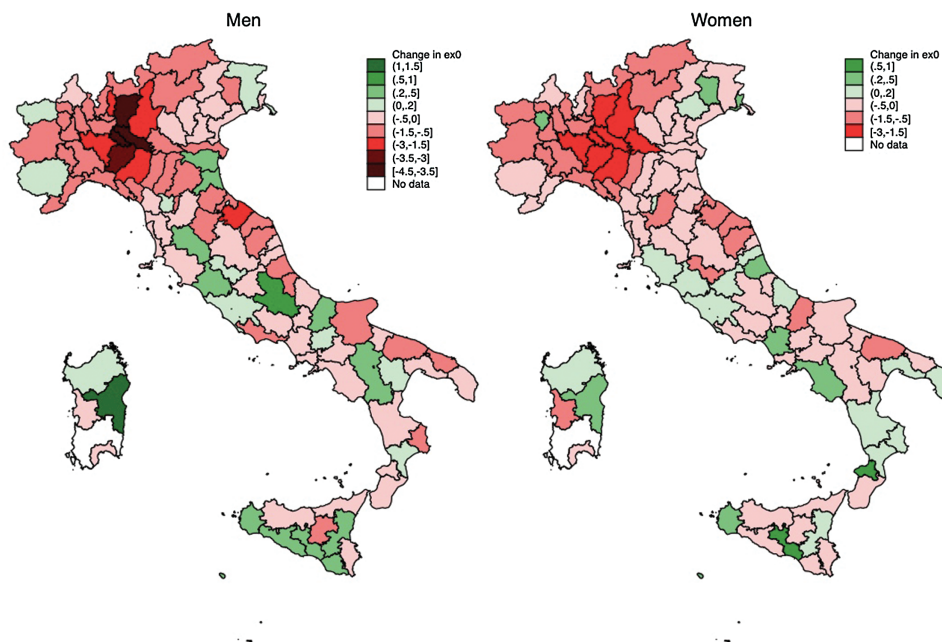 Men
Change in ex0
(1,1.5]
(.5,1]
(.2,.5]
(0,.2]
(-.5,0]
(-1.5,-.5]
(-3,-1.5]
(-3.5,-3]
[-4.5,-3.5]
No data
Women
Change in ex0
(.5,1]
(.2,.5]
(0,.2]
(-.5,0]
(-1.5,-.5]
(-3,-1.5]
No data